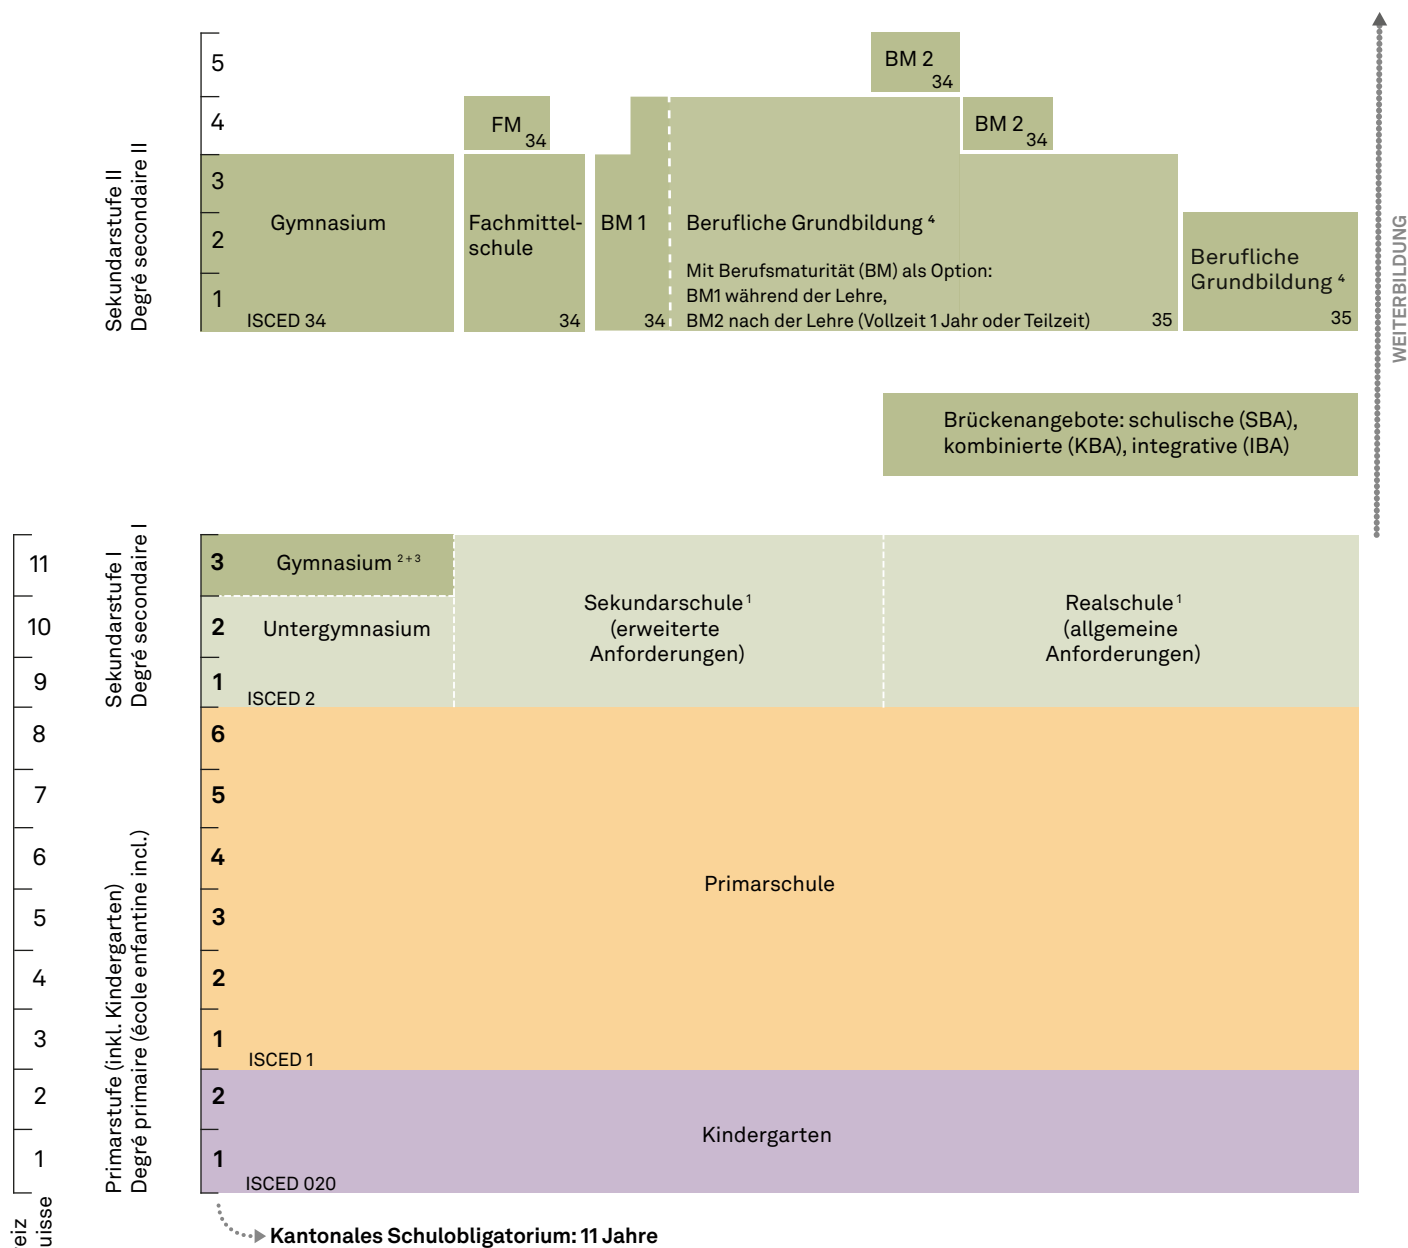 5
BM 2
34
4
FM
34
BM 2
34
Sekundarstufe II
Degré secondaire II
3
2
1
Gymnasium
ISCED 34
Fachmittel-
schule
34
BM 1
34
Berufliche Grundbildung ⁴
Mit Berufsmaturität (BM) als Option:
BM1 während der Lehre,
BM2 nach der Lehre (Vollzeit 1 Jahr oder Teilzeit)
35
Berufliche
Grundbildung ⁴
35
WEITERBILDUNG
Brückenangebote: schulische (SBA),
kombinierte (KBA), integrative (IBA)
11
10
9
Sekundarstufe I
Degré secondaire I
3
2
1
Gymnasium ²⁺³
Untergymnasium
ISCED 2
Sekundarschule ¹
(erweiterte
Anforderungen)
Realschule ¹
(allgemeine
Anforderungen)
8
7
6
5
4
3
2
1
Primarstufe (inkl. Kindergarten)
Degré primaire (école enfantine incl.)
6
5
4
3
2
1
Primarschule
ISCED 1
2
1
Kindergarten
ISCED 020
eiz
uisse
Kantonales Schulobligatorium: 11 Jahre